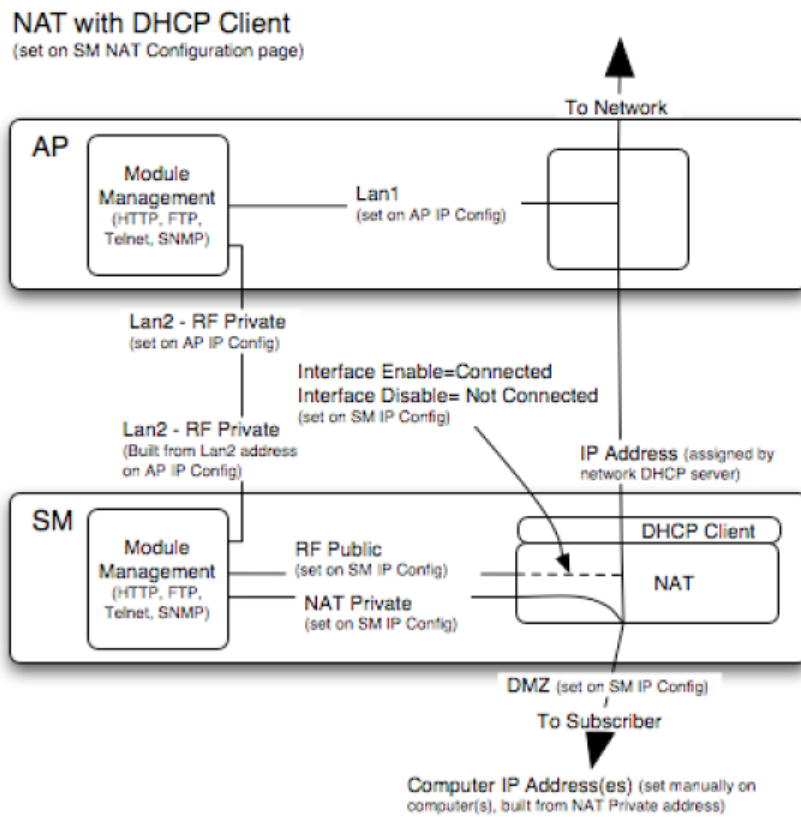 NAT with DHCP Client
(set on SM NAT Configuration page)
To Network
AP
Module
Management
(HTTP, FTP,
Telnet, SNMP)
Lan1
(set on AP IP Config)
Lan2 - RF Private
(set on AP IP Config)
Interface Enable=Connected
Interface Disable= Not Connected
(set on SM IP Config)
Lan2 - RF Private
(Built from Lan2 address
on AP IP Config)
IP Address (assigned by
network DHCP server)
SM
Module
Management
(HTTP, FTP,
Telnet, SNMP)
RF Public
(set on SM IP Config)
NAT Private
(set on SM IP Config)
DHCP Client
NAT
DMZ (set on SM IP Config)
To Subscriber
Computer IP Address(es) (set manually on
computer(s), built from NAT Private address)